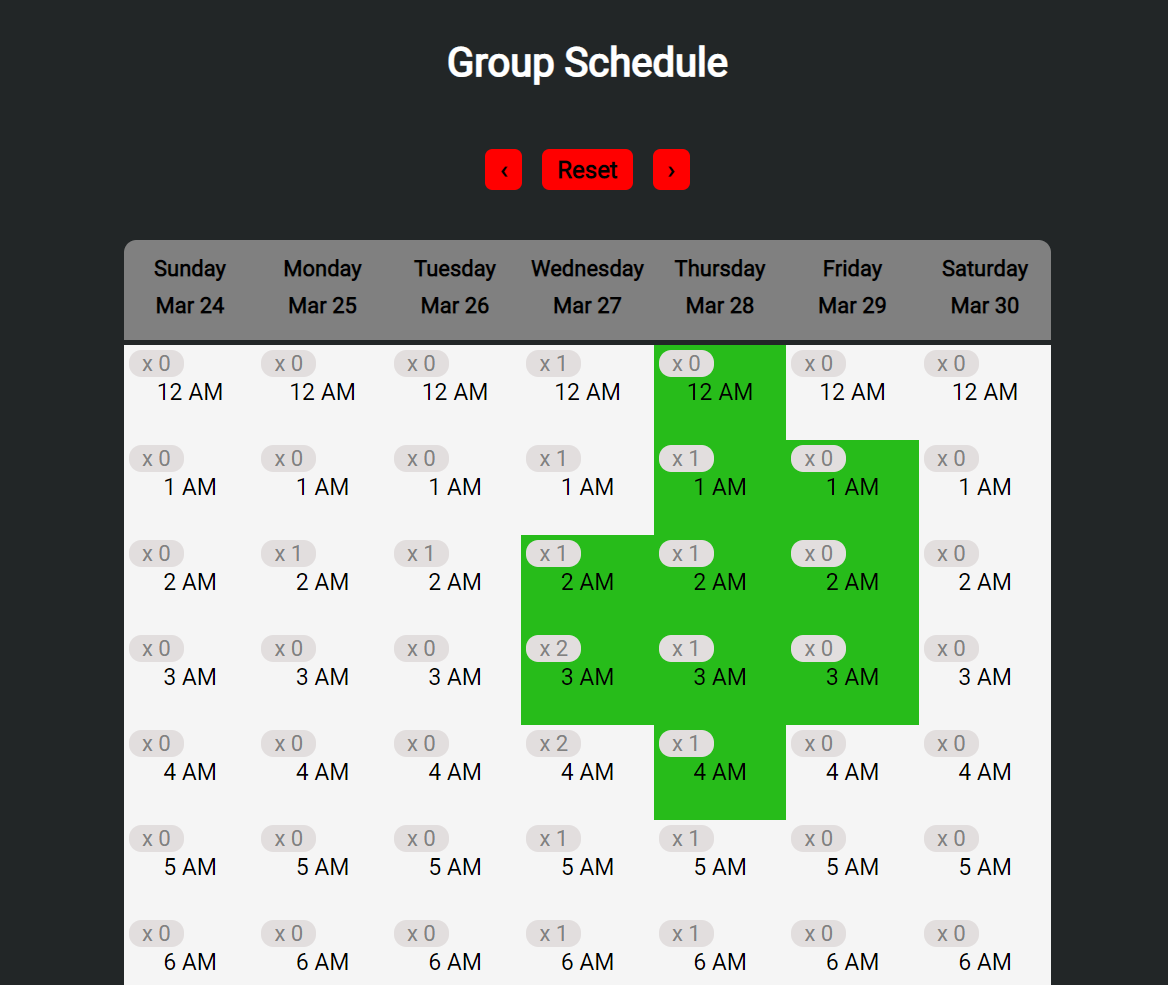 Group Schedule
‹ Reset ›
Sunday Monday Tuesday Wednesday Thursday Friday Saturday
Mar 24 Mar 25 Mar 26 Mar 27 Mar 28 Mar 29 Mar 30
x 0 x 0 x 0 x 1 x 0 x 0 x 0
12 AM 12 AM 12 AM 12 AM 12 AM 12 AM 12 AM
x 0 x 0 x 0 x 1 x 1 x 0 x 0
1 AM 1 AM 1 AM 1 AM 1 AM 1 AM 1 AM
x 0 x 1 x 1 x 1 x 1 x 0 x 0
2 AM 2 AM 2 AM 2 AM 2 AM 2 AM 2 AM
x 0 x 0 x 0 x 2 x 1 x 0 x 0
3 AM 3 AM 3 AM 3 AM 3 AM 3 AM 3 AM
x 0 x 0 x 0 x 2 x 1 x 0 x 0
4 AM 4 AM 4 AM 4 AM 4 AM 4 AM 4 AM
x 0 x 0 x 0 x 1 x 1 x 0 x 0
5 AM 5 AM 5 AM 5 AM 5 AM 5 AM 5 AM
x 0 x 0 x 0 x 1 x 1 x 0 x 0
6 AM 6 AM 6 AM 6 AM 6 AM 6 AM 6 AM